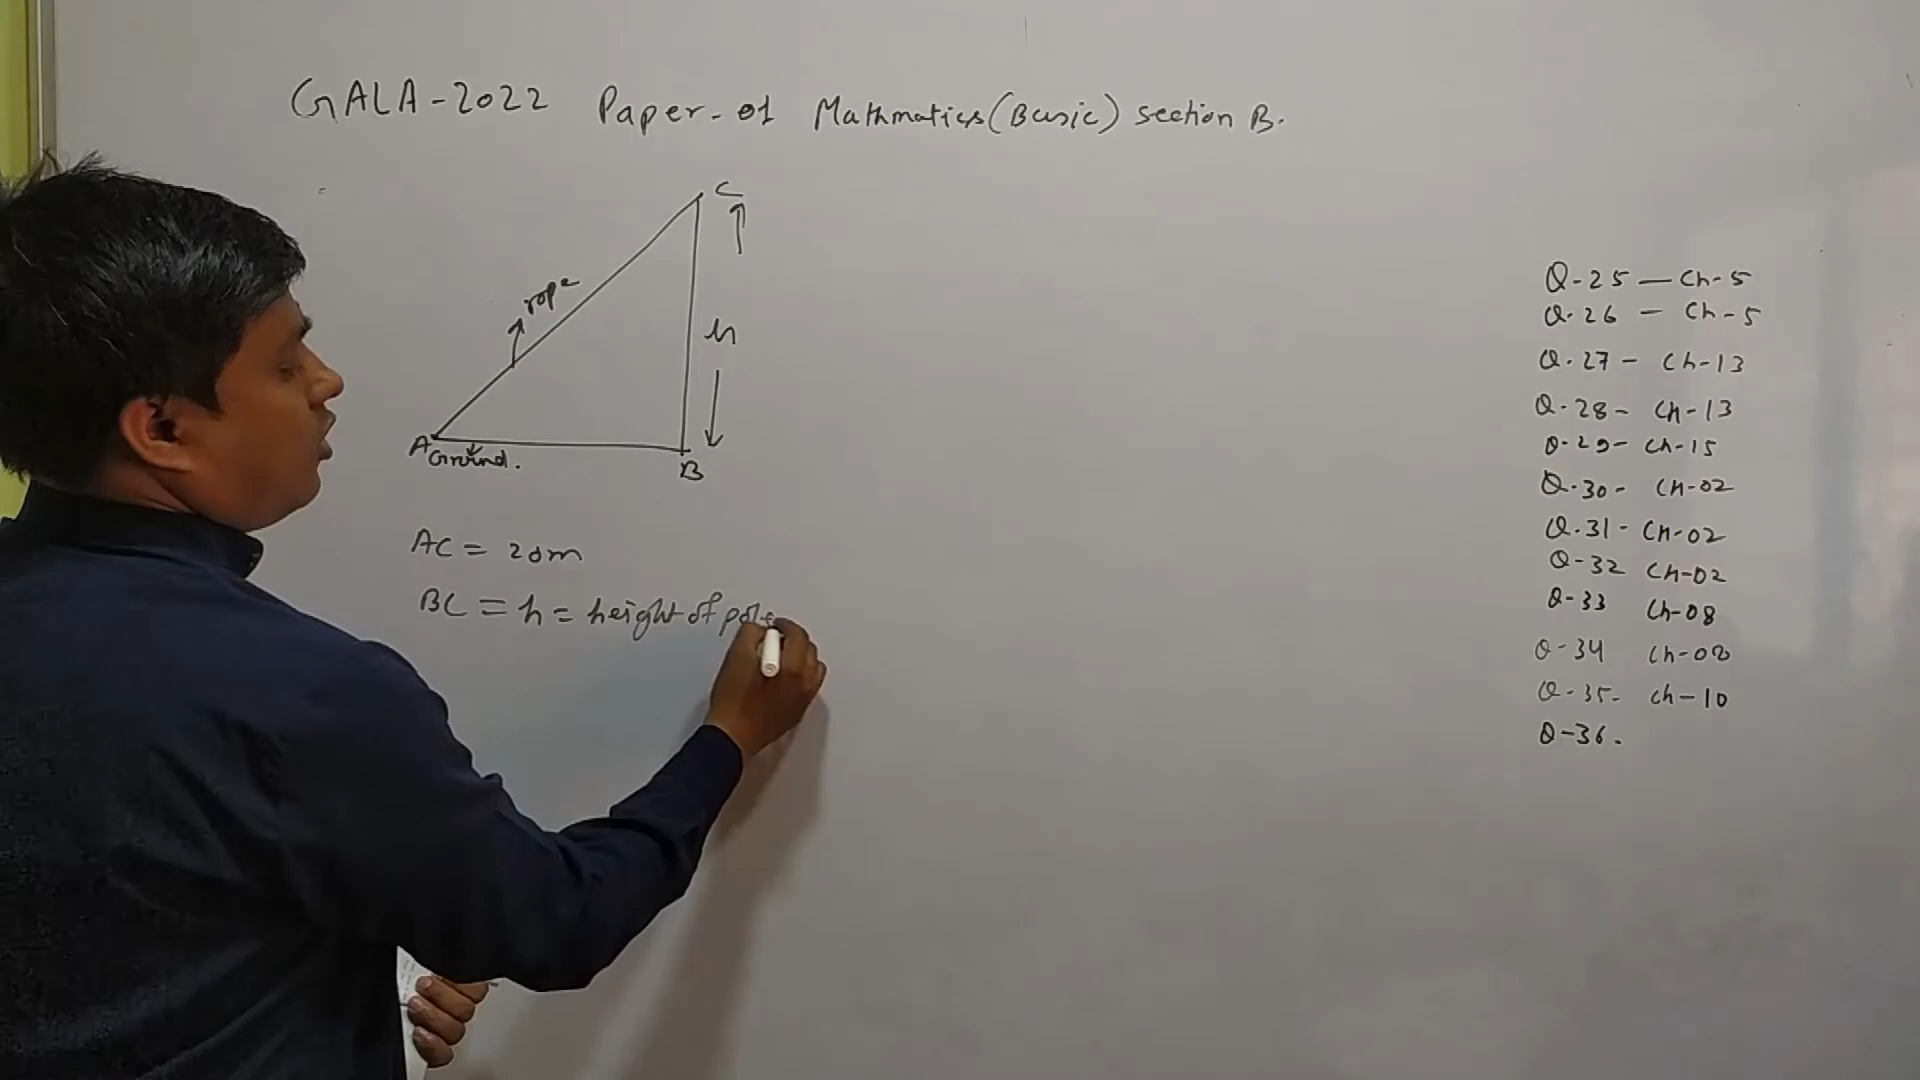 GALA-2022 Paper-of Mathmatics (Basic) section B.
C
rope
h
A
Ground.
B
AC = 20m
BC = h = height of pole
Q-25 — Ch-5
Q-26 — Ch-5
Q-27 - Ch-13
Q-28 - Ch-13
Q-29 - Ch-15
Q-30 - Ch-02
Q-31 - Ch-02
Q-32 Ch-02
Q-33 Ch-08
Q-34 Ch-08
Q-35- Ch-10
Q-36.